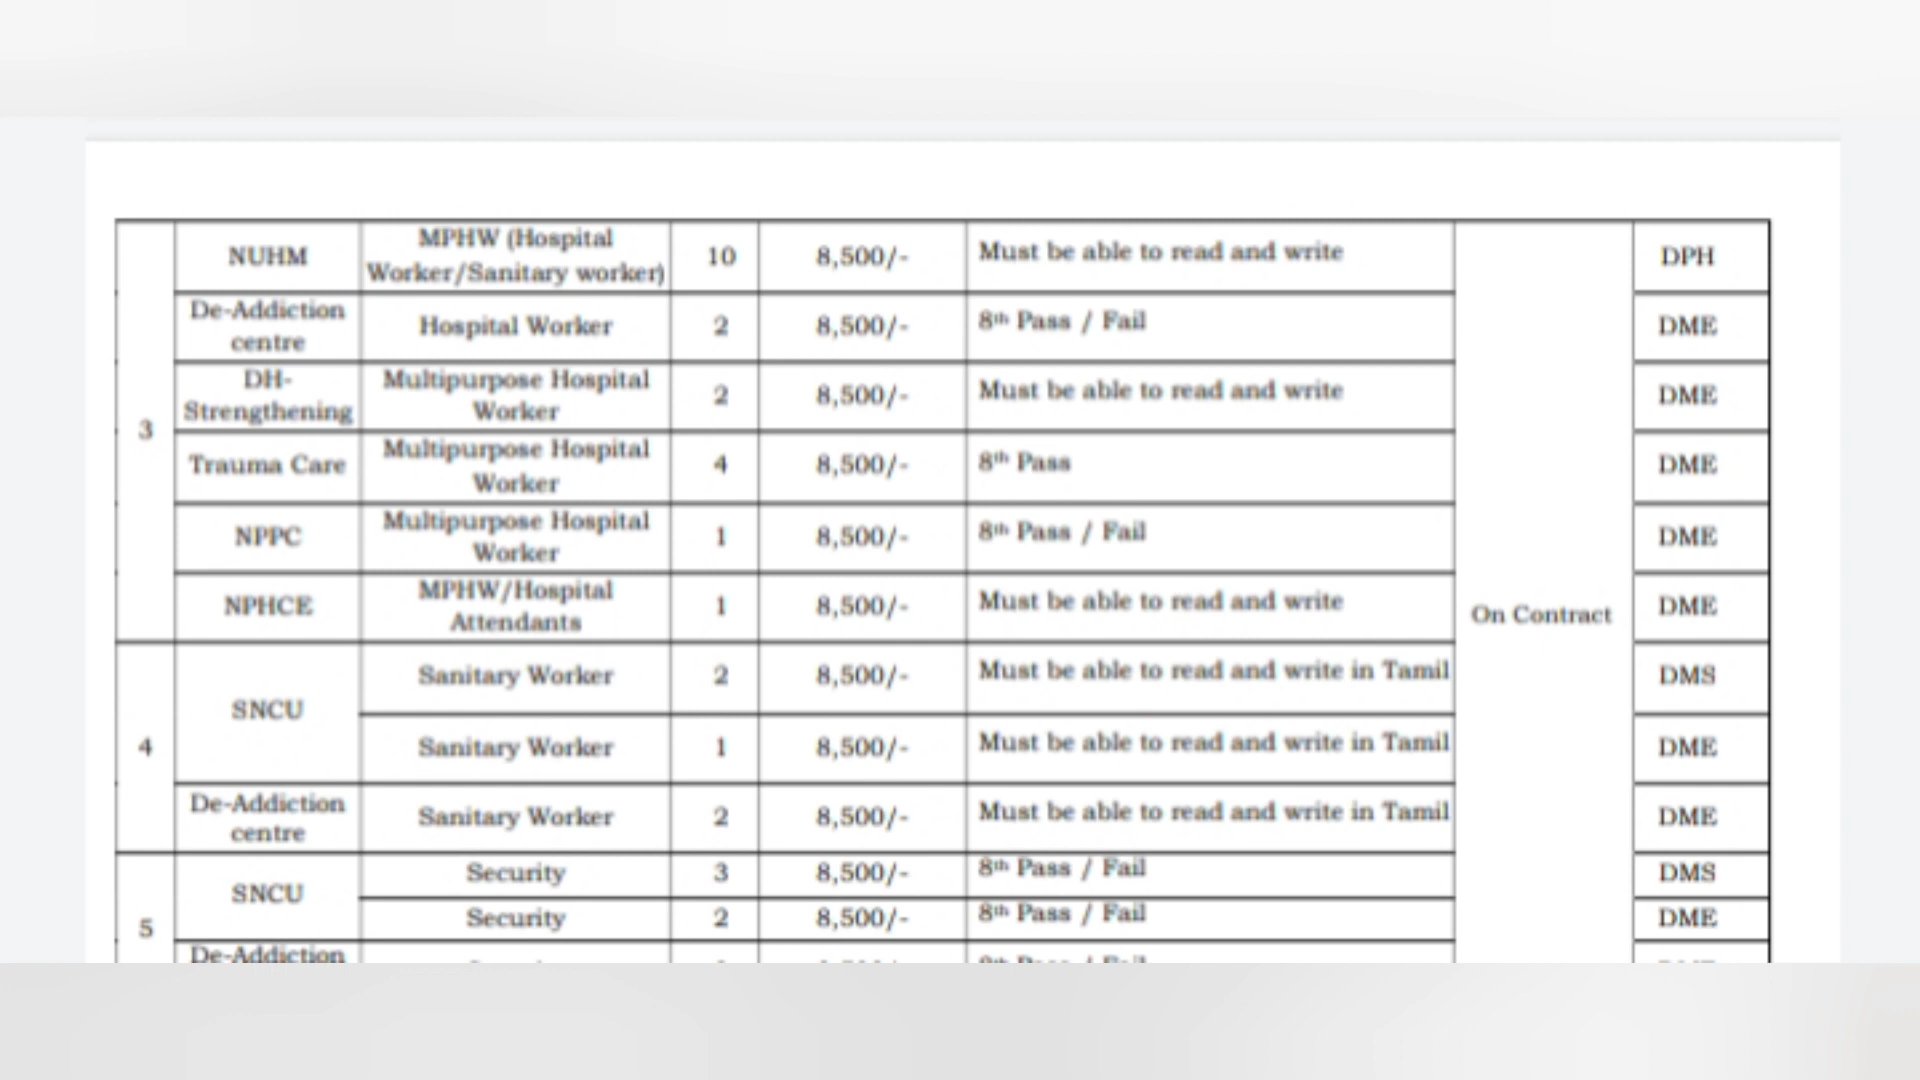 NUHM MPHW (Hospital Worker/Sanitary worker) 10 8,500/- Must be able to read and write DPH
De-Addiction centre Hospital Worker 2 8,500/- 8th Pass / Fail DME
DH-Strengthening Multipurpose Hospital Worker 2 8,500/- Must be able to read and write DME
3
Trauma Care Multipurpose Hospital Worker 4 8,500/- 8th Pass DME
NPPC Multipurpose Hospital Worker 1 8,500/- 8th Pass / Fail DME
NPHCE MPHW/Hospital Attendants 1 8,500/- Must be able to read and write DME
On Contract
4 SNCU Sanitary Worker 2 8,500/- Must be able to read and write in Tamil DMS
Sanitary Worker 1 8,500/- Must be able to read and write in Tamil DME
De-Addiction centre Sanitary Worker 2 8,500/- Must be able to read and write in Tamil DME
5 SNCU Security 3 8,500/- 8th Pass / Fail DMS
Security 2 8,500/- 8th Pass / Fail DME
De-Addiction